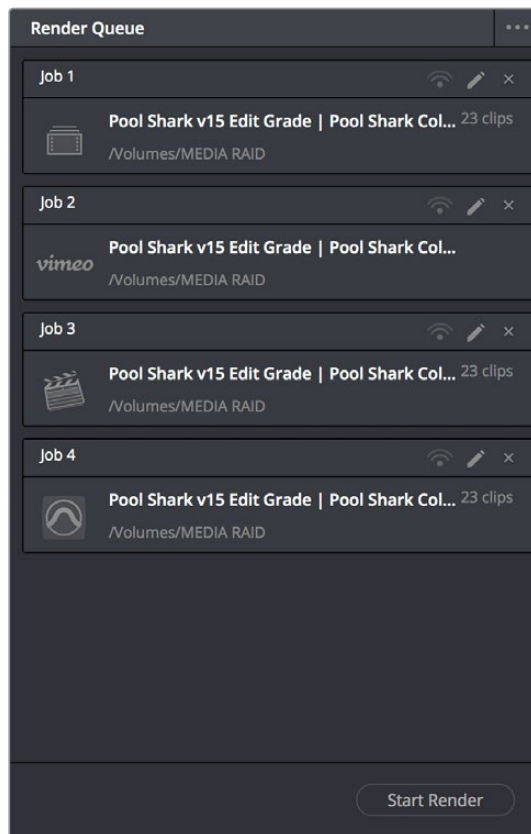 Render Queue
Job 1
Pool Shark v15 Edit Grade | Pool Shark Col... 23 clips
/Volumes/MEDIA RAID
Job 2
vimeo
Pool Shark v15 Edit Grade | Pool Shark Col...
/Volumes/MEDIA RAID
Job 3
Pool Shark v15 Edit Grade | Pool Shark Col... 23 clips
/Volumes/MEDIA RAID
Job 4
Pool Shark v15 Edit Grade | Pool Shark Col... 23 clips
/Volumes/MEDIA RAID
Start Render